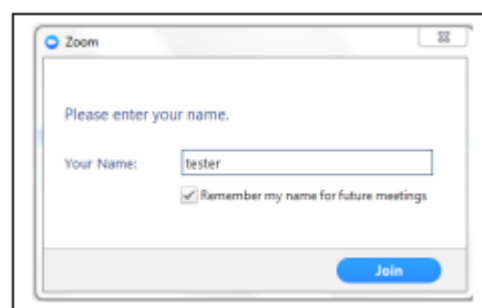 Zoom
Please enter your name.
Your Name: tester
Remember my name for future meetings
Join